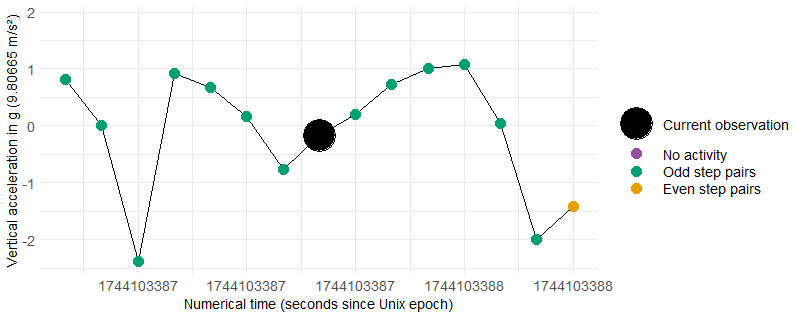 Vertical acceleration in g (9.80665 m/s²)
2
1
0
-1
-2
1744103387 1744103387 1744103387 1744103388 1744103388
Numerical time (seconds since Unix epoch)
Current observation
No activity
Odd step pairs
Even step pairs